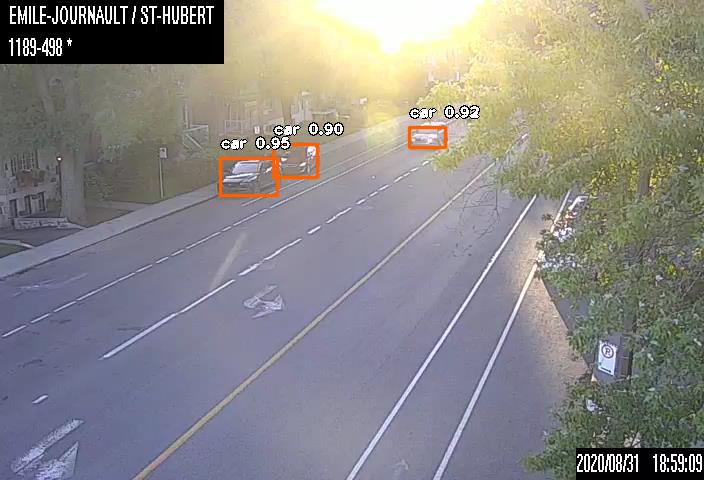 EMILE-JOURNAULT / ST-HUBERT
1189-498 *
car 0.92
car 0.90
car 0.95
P
2020/08/31 18:59:09